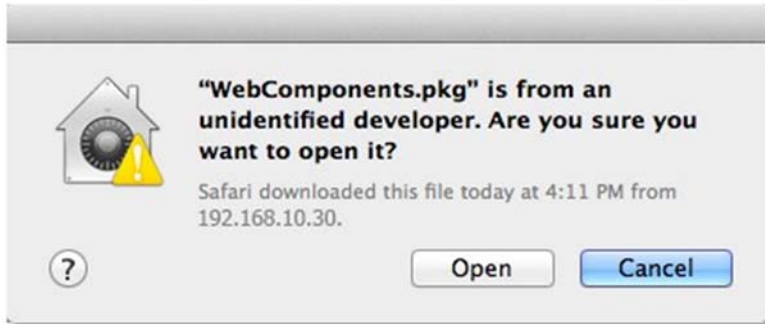 “WebComponents.pkg” is from an
unidentified developer. Are you sure you
want to open it?
Safari downloaded this file today at 4:11 PM from
192.168.10.30.
?
Open
Cancel